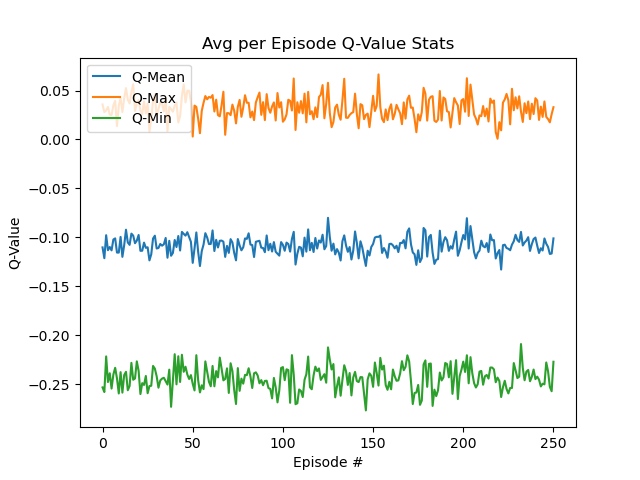 Avg per Episode Q-Value Stats
Q-Mean
Q-Max
Q-Min
0.05
0.00
−0.05
−0.10
−0.15
−0.20
−0.25
Q-Value
0 50 100 150 200 250
Episode #